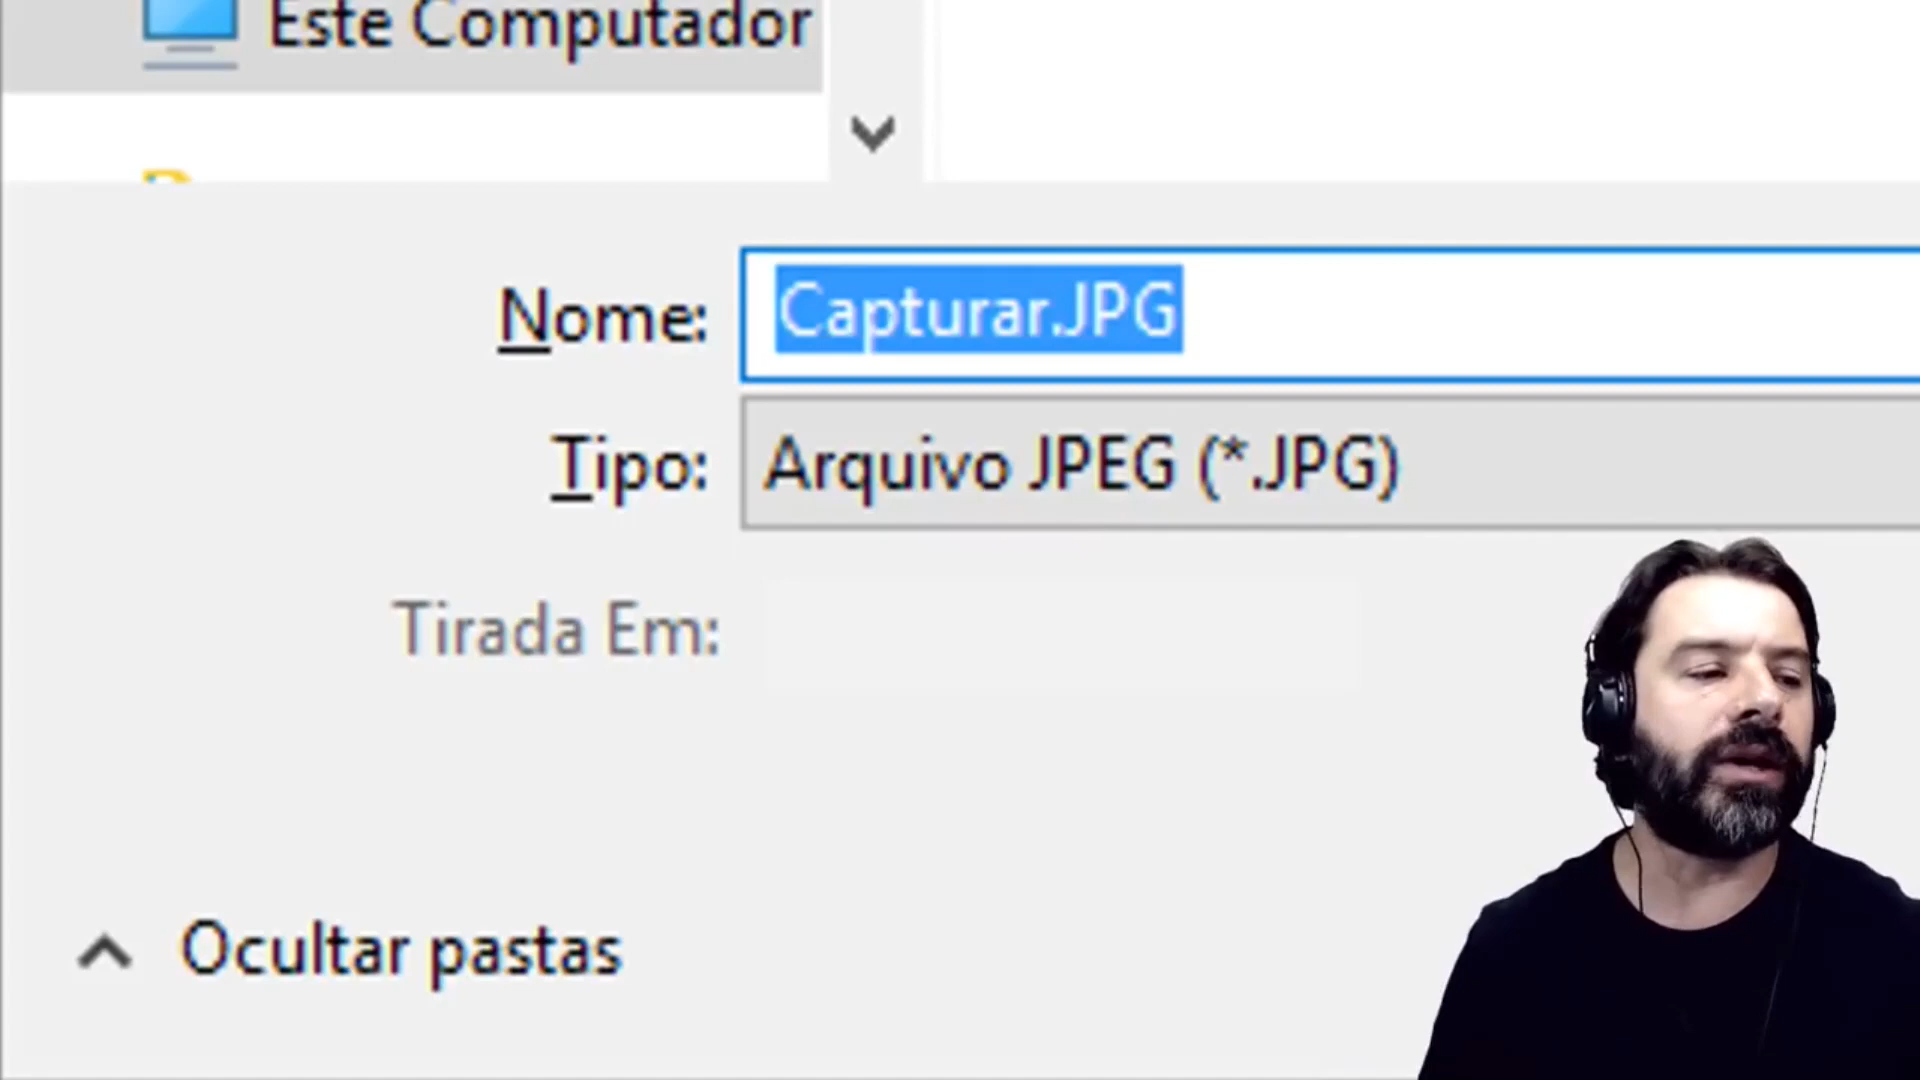 Este Computador
Nome: Capturar.JPG
Tipo: Arquivo JPEG (*.JPG)
Tirada Em:
Ocultar pastas